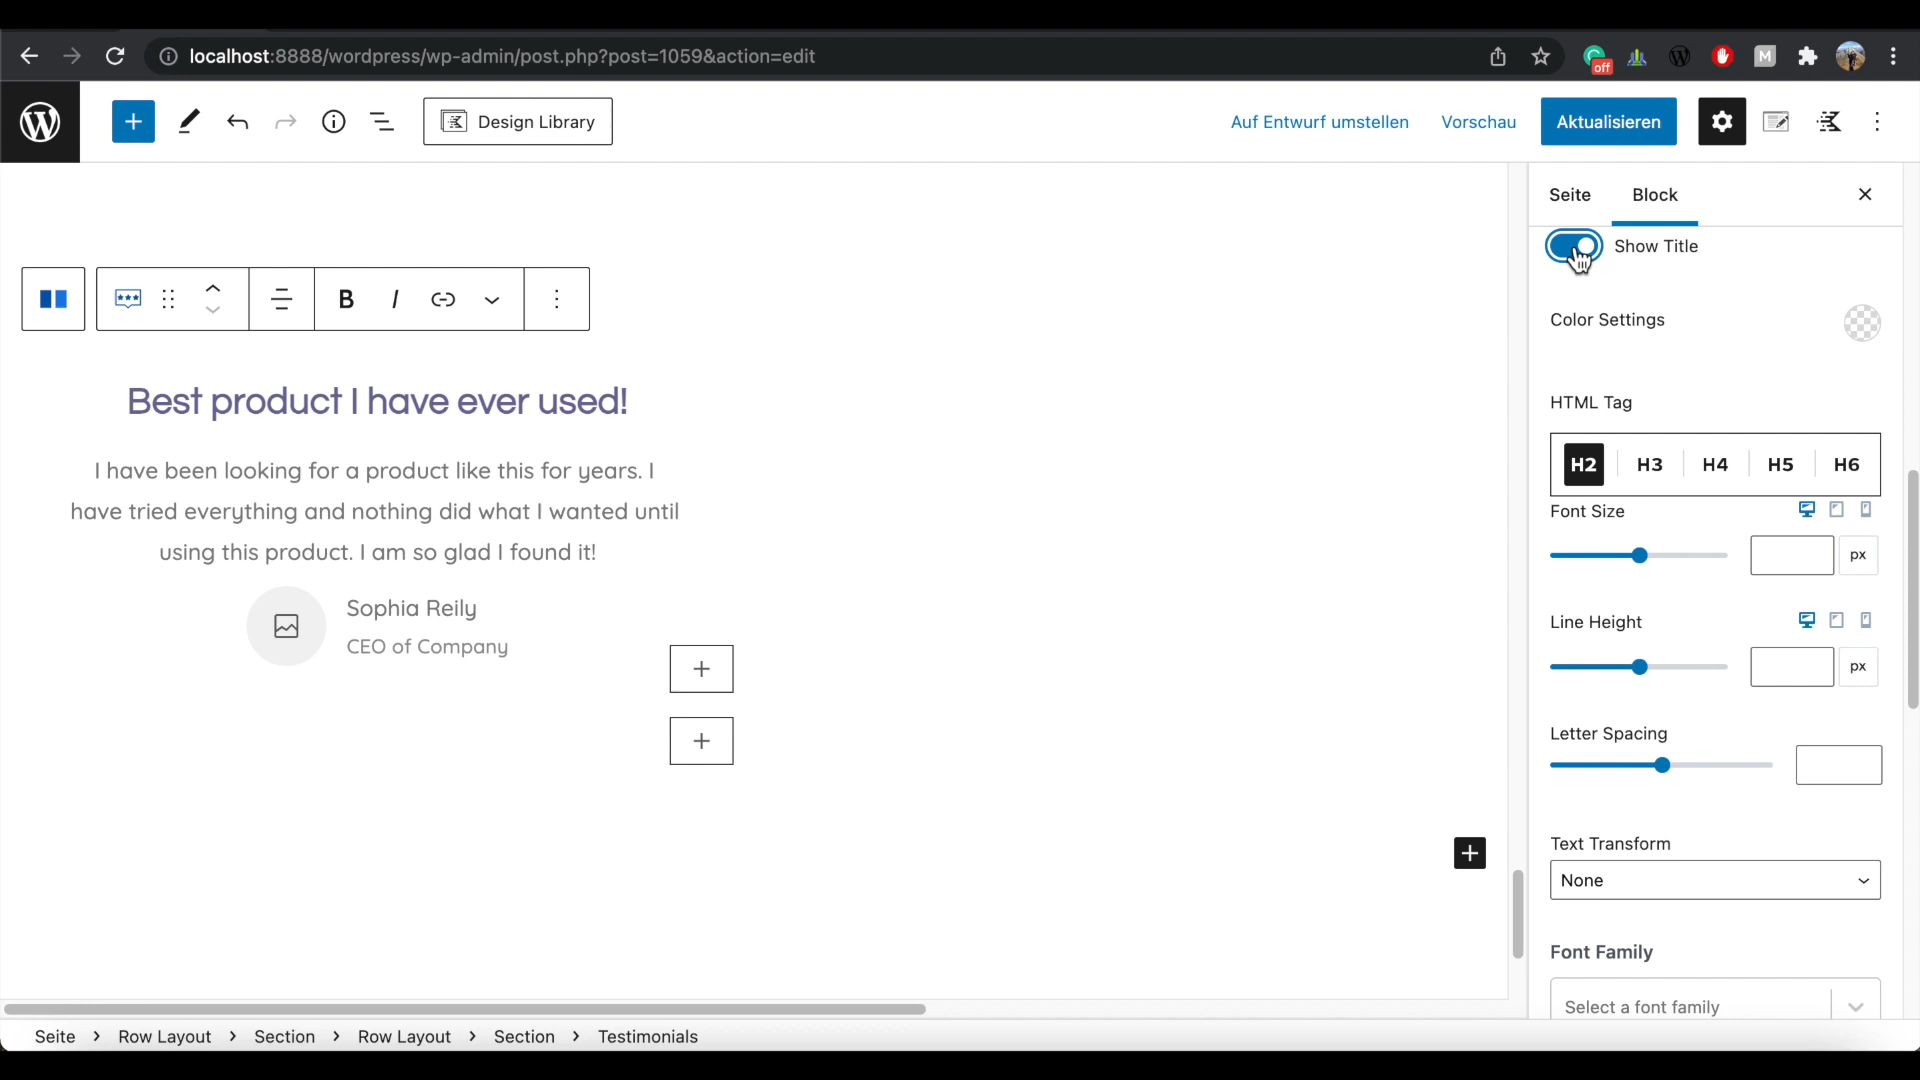 localhost:8888/wordpress/wp-admin/post.php?post=1059&action=edit
off
M
Design Library
Auf Entwurf umstellen
Vorschau
Aktualisieren
Seite
Block
Show Title
Color Settings
HTML Tag
H2 H3 H4 H5 H6
Font Size
px
Line Height
px
Letter Spacing
Text Transform
None
Font Family
Select a font family
B I
Best product I have ever used!
I have been looking for a product like this for years. I
have tried everything and nothing did what I wanted until
using this product. I am so glad I found it!
Sophia Reily
CEO of Company
Seite > Row Layout > Section > Row Layout > Section > Testimonials